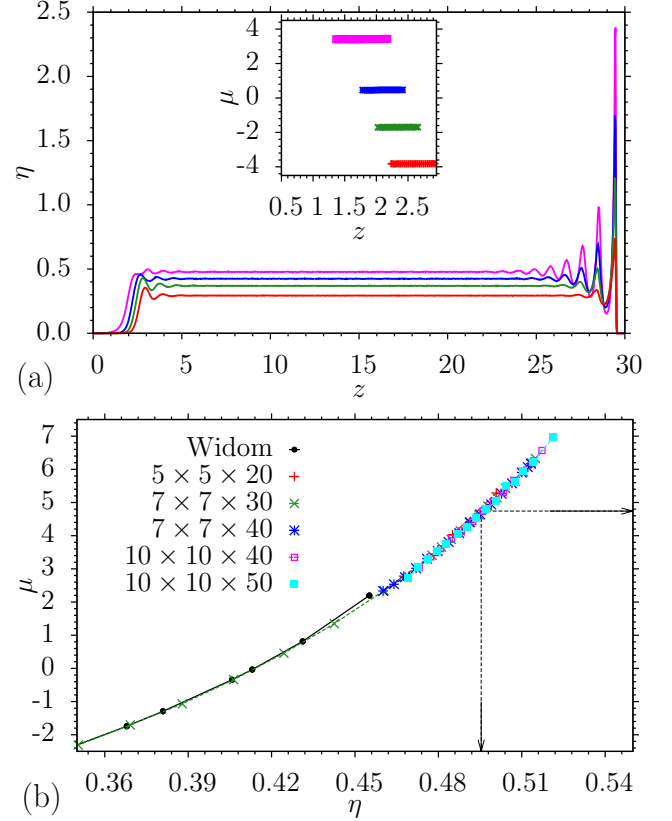 2.5
2.0
1.5
1.0
0.5
0.0
η
0 5 10 15 20 25 30
z
4
2
0
-2
-4
μ
0.5 1 1.5 2 2.5
z
(a)
7
6
5
4
3
2
1
0
-1
-2
μ
Widom
5 × 5 × 20
7 × 7 × 30
7 × 7 × 40
10 × 10 × 40
10 × 10 × 50
0.36 0.39 0.42 0.45 0.48 0.51 0.54
η
(b)